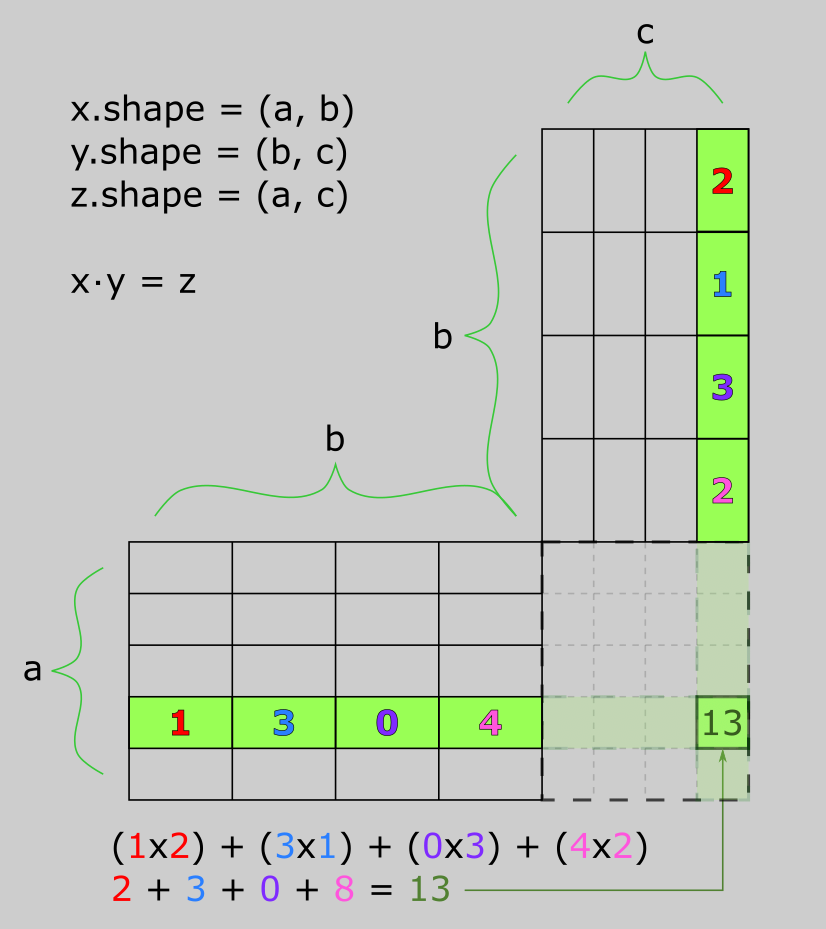 c
x.shape = (a, b)
y.shape = (b, c)
z.shape = (a, c)
x·y = z
2
1
b
3
b
2
a
1 3 0 4 13
(1x2) + (3x1) + (0x3) + (4x2)
2 + 3 + 0 + 8 = 13